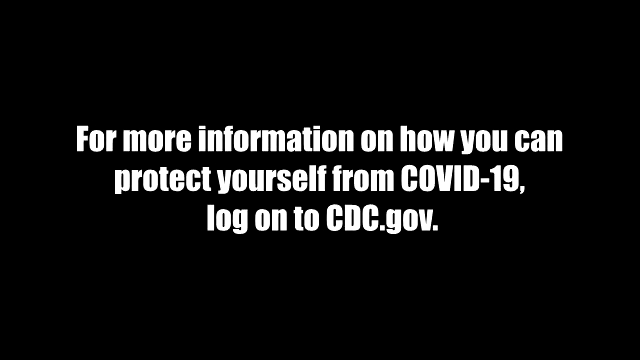 For more information on how you can
protect yourself from COVID-19,
log on to CDC.gov.